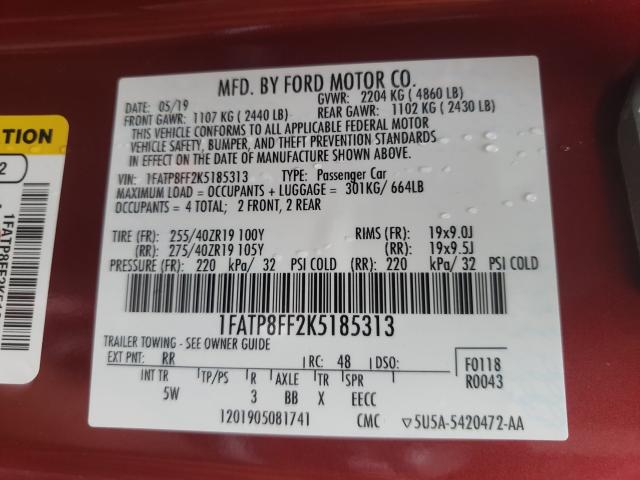 MFD. BY FORD MOTOR CO.
DATE: 05/19 GVWR: 2204 KG ( 4860 LB)
FRONT GAWR: 1107 KG ( 2440 LB) REAR GAWR: 1102 KG ( 2430 LB)
THIS VEHICLE CONFORMS TO ALL APPLICABLE FEDERAL MOTOR
VEHICLE SAFETY, BUMPER, AND THEFT PREVENTION STANDARDS
IN EFFECT ON THE DATE OF MANUFACTURE SHOWN ABOVE.
VIN: 1FATP8FF2K5185313 TYPE: Passenger Car
MAXIMUM LOAD = OCCUPANTS + LUGGAGE = 301KG/ 664LB
OCCUPANTS = 4 TOTAL; 2 FRONT, 2 REAR
TIRE (FR): 255/40ZR19 100Y RIMS (FR): 19x9.0J
(RR): 275/40ZR19 105Y (RR): 19x9.5J
PRESSURE (FR): 220 kPa/ 32 PSI COLD (RR): 220 kPa/ 32 PSI COLD
1FATP8FF2K5185313
TRAILER TOWING - SEE OWNER GUIDE
EXT PNT: RR RC: 48 DSO: F0118
INT TR TP/PS R AXLE TR SPR R0043
5W 3 BB X EECC
1201905081741 CMC ▽5U5A-5420472-AA
TION
2
1FATP8FF2K5